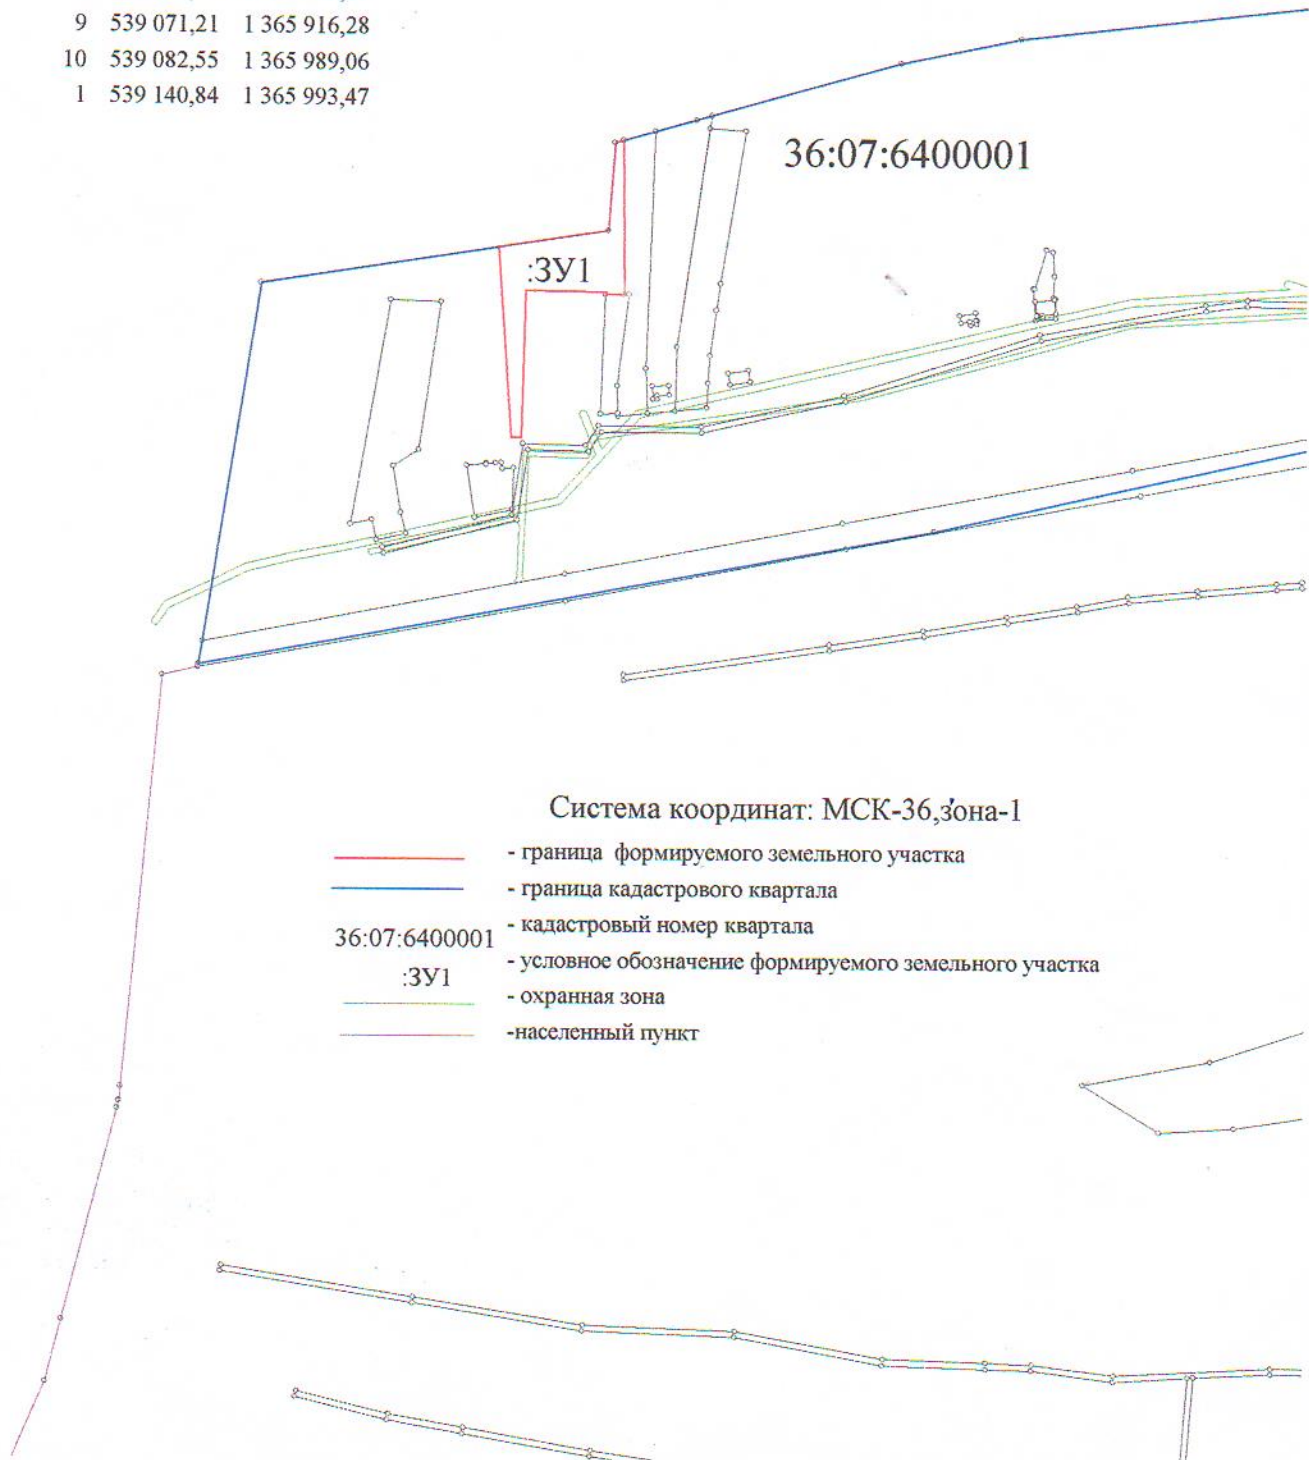 9 539 071,21 1 365 916,28
10 539 082,55 1 365 989,06
1 539 140,84 1 365 993,47
36:07:6400001
:ЗУ1
Система координат: МСК-36,зона-1
- граница формируемого земельного участка
- граница кадастрового квартала
- кадастровый номер квартала
36:07:6400001
- условное обозначение формируемого земельного участка
:ЗУ1
- охранная зона
-населенный пункт